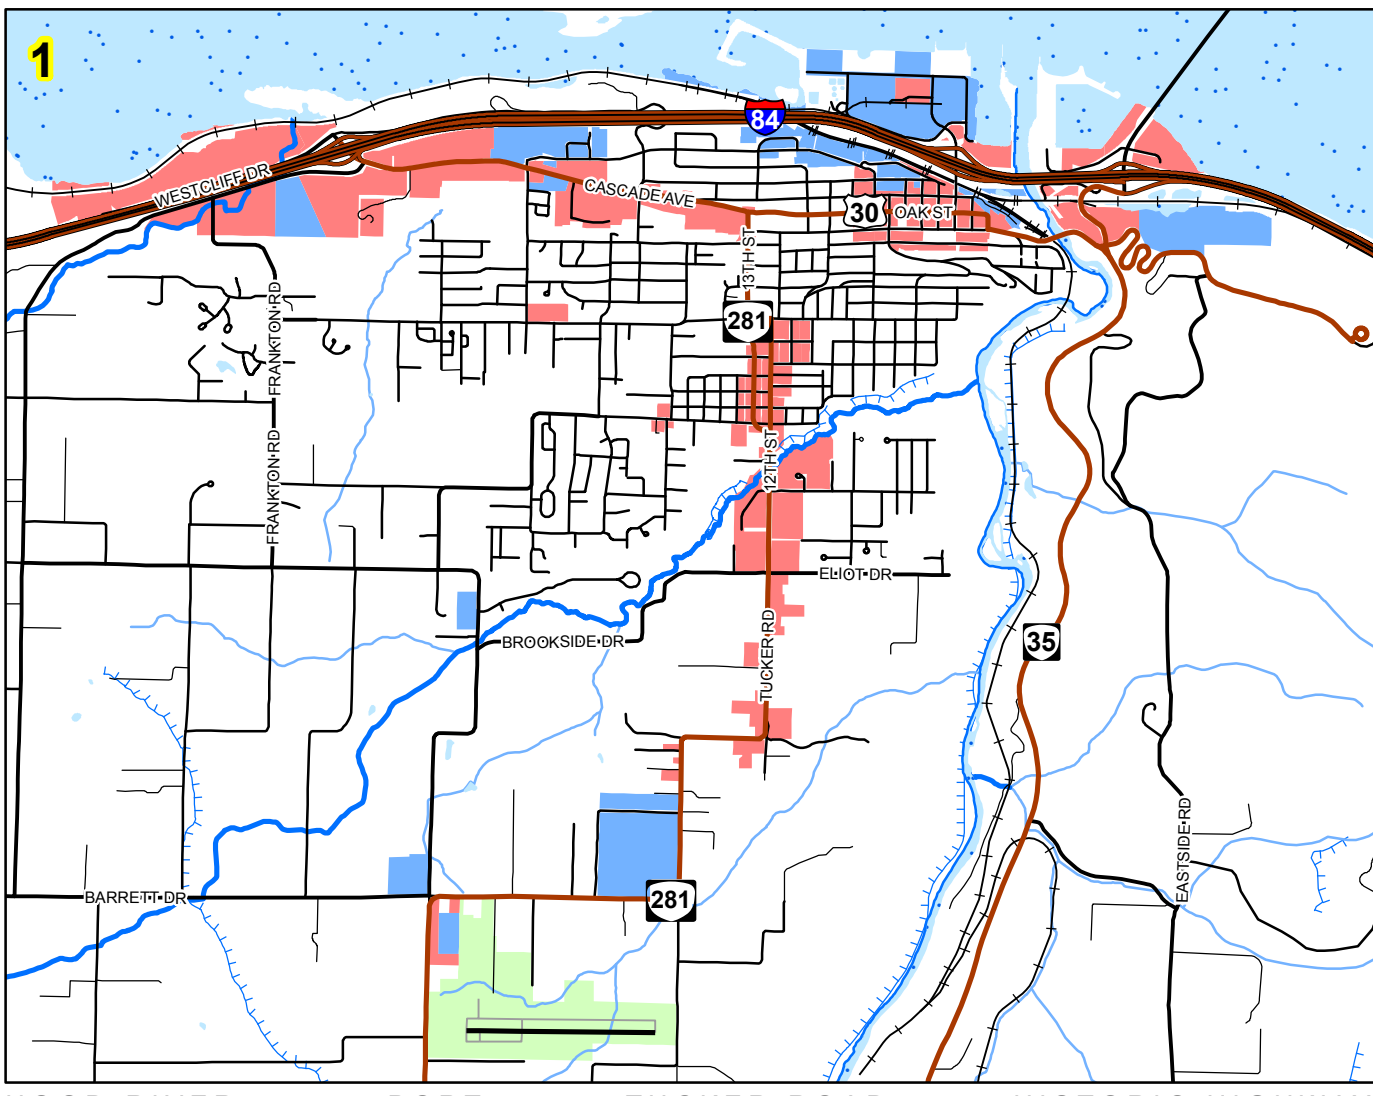 1
84
WESTCLIFF DR
CASCADE AVE
30
OAK ST
13TH ST
281
FRANKTON RD
FRANKTON RD
12TH ST
ELIOT DR
BROOKSIDE DR
TUCKER RD
35
EASTSIDE RD
BARRETT DR
281